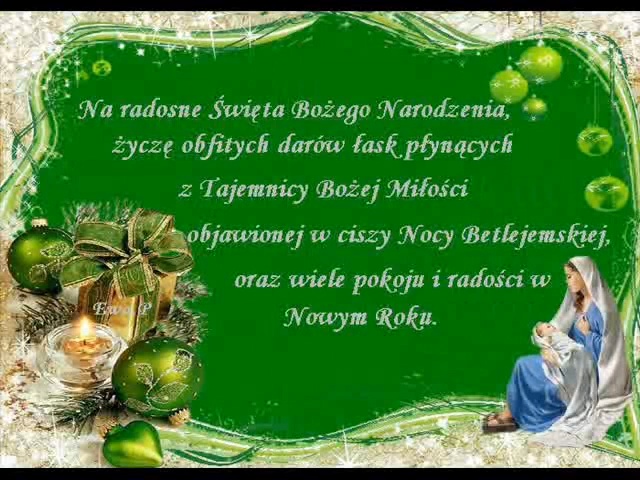 Na radosne Święta Bożego Narodzenia,
życzę obfitych darów łask płynących
z Tajemnicy Bożej Miłości
objawionej w ciszy Nocy Betlejemskiej,
oraz wiele pokoju i radości w
Nowym Roku.
Ewa P